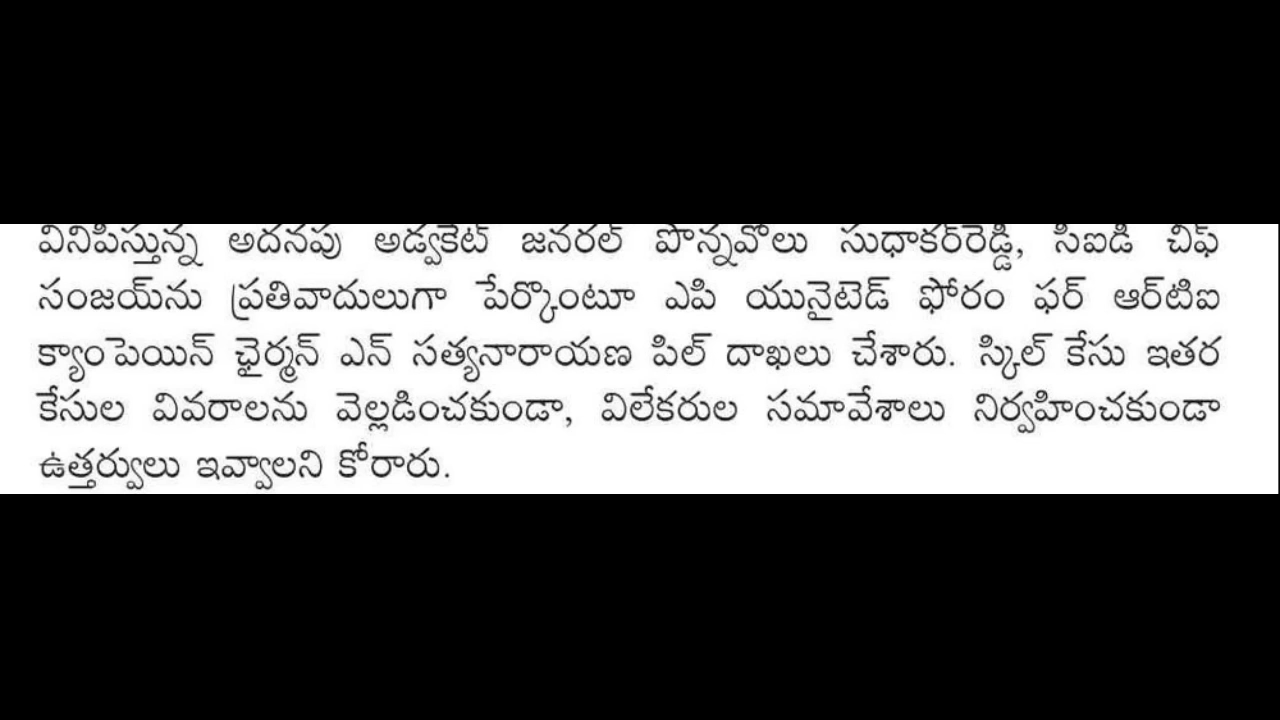 వినిపిస్తున్న అదనపు అడ్వకేట్ జనరల్ పొన్నవోలు సుధాకర్‌రెడ్డి, సిఐడి చీఫ్
సంజయ్‌ను ప్రతివాదులుగా పేర్కొంటూ ఎపి యునైటెడ్ ఫోరం ఫర్ ఆర్‌టిఐ
క్యాంపెయిన్ ఛైర్మన్ ఎన్ సత్యనారాయణ పిల్ దాఖలు చేశారు. స్కిల్ కేసు ఇతర
కేసుల వివరాలను వెల్లడించకుండా, విలేకరుల సమావేశాలు నిర్వహించకుండా
ఉత్తర్వులు ఇవ్వాలని కోరారు.